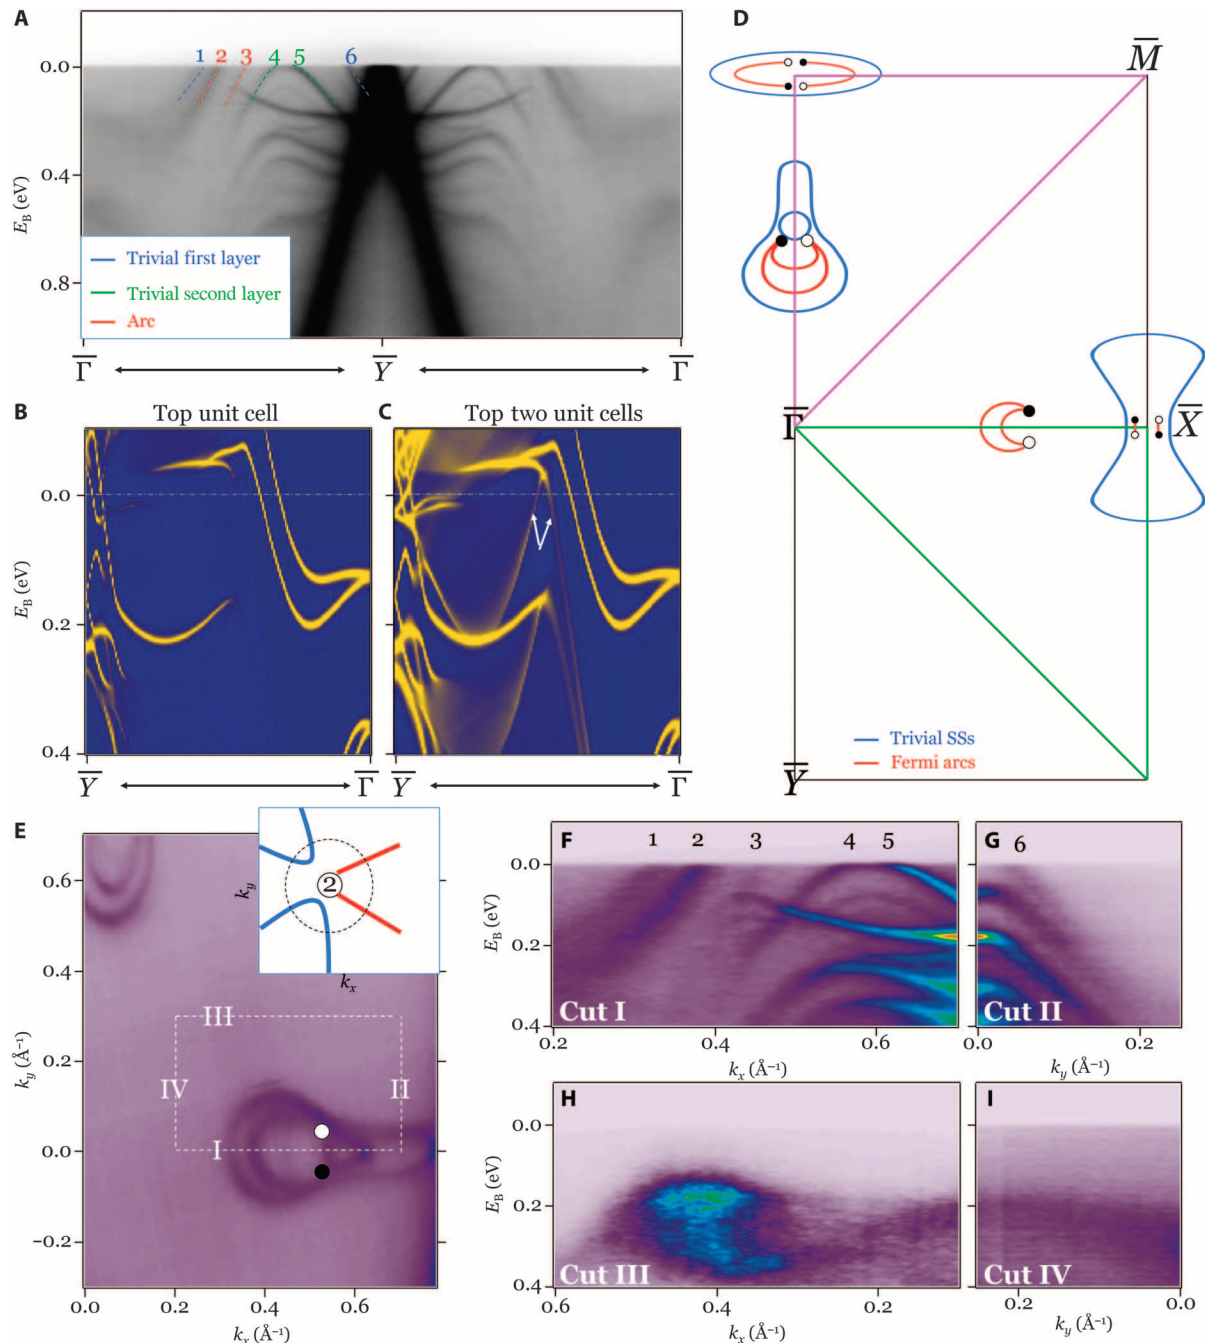 A
1 2 3 4 5 6
0.0
0.4
0.8
E_B (eV)
Trivial first layer
Trivial second layer
Arc
Γ̅ Y̅ Γ̅
B Top unit cell
C Top two unit cells
0.0
0.2
0.4
E_B (eV)
Y̅ Γ̅ Y̅ Γ̅
D
M̅
Γ̅
X̅
Y̅
Trivial SSs
Fermi arcs
E
2
k_y
k_x
0.6
0.4
0.2
0.0
−0.2
k_y (Å⁻¹)
III
IV
II
I
0.0 0.2 0.4 0.6
k_x (Å⁻¹)
F 1 2 3 4 5
G 6
0.0
0.2
0.4
E_B (eV)
Cut I
Cut II
0.2 0.4 0.6 0.0 0.2
k_x (Å⁻¹) k_y (Å⁻¹)
H
I
0.0
0.2
0.4
E_B (eV)
Cut III
Cut IV
0.6 0.4 0.2 0.2 0.0
k_x (Å⁻¹) k_y (Å⁻¹)